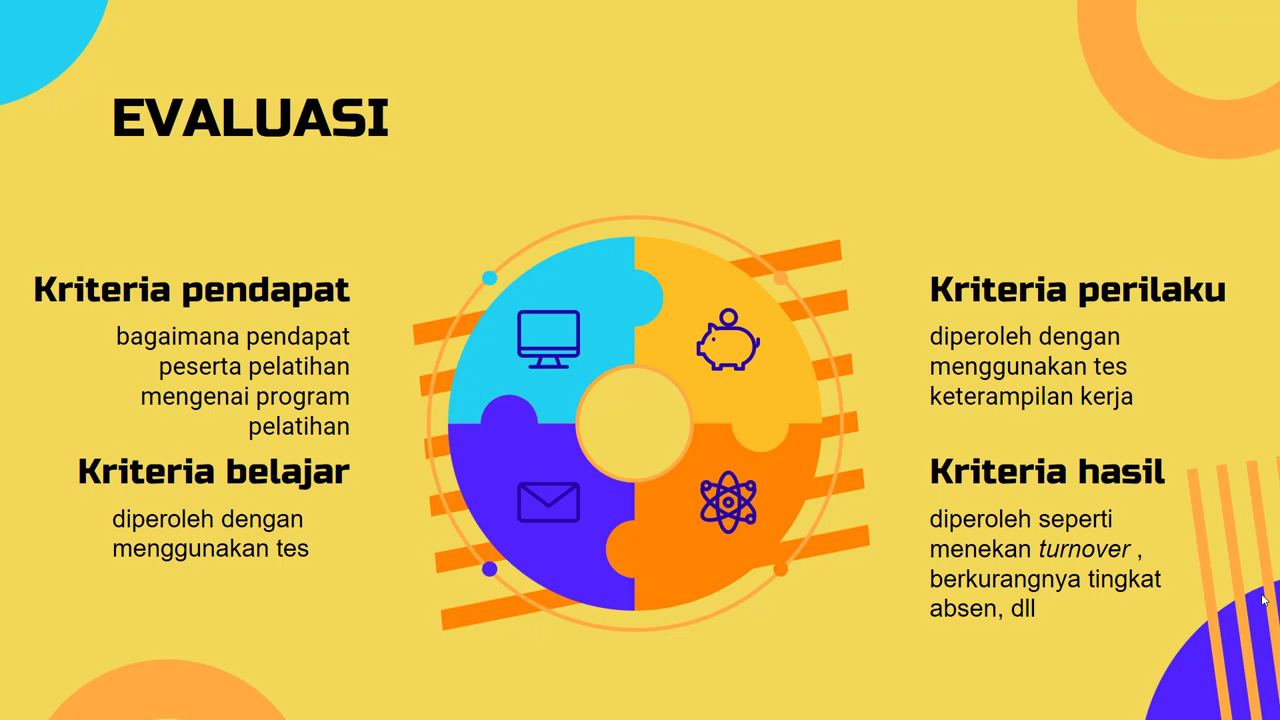 EVALUASI
Kriteria pendapat
bagaimana pendapat
peserta pelatihan
mengenai program
pelatihan
Kriteria belajar
diperoleh dengan
menggunakan tes
Kriteria perilaku
diperoleh dengan
menggunakan tes
keterampilan kerja
Kriteria hasil
diperoleh seperti
menekan turnover ,
berkurangnya tingkat
absen, dll